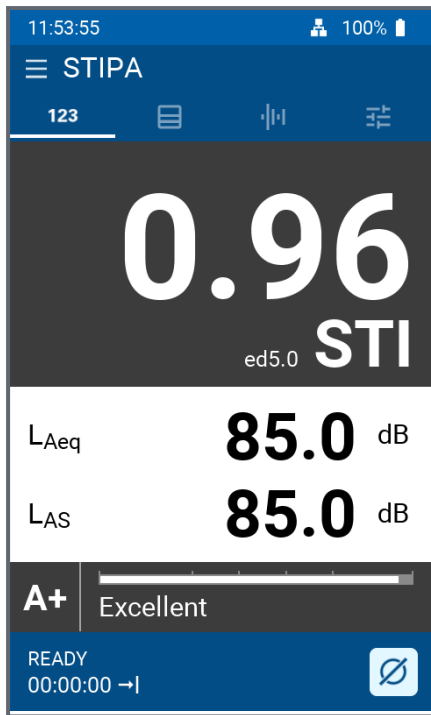 11:53:55 100%
STIPA
123
0.96
ed5.0 STI
LAeq 85.0 dB
LAS 85.0 dB
A+
Excellent
READY
00:00:00